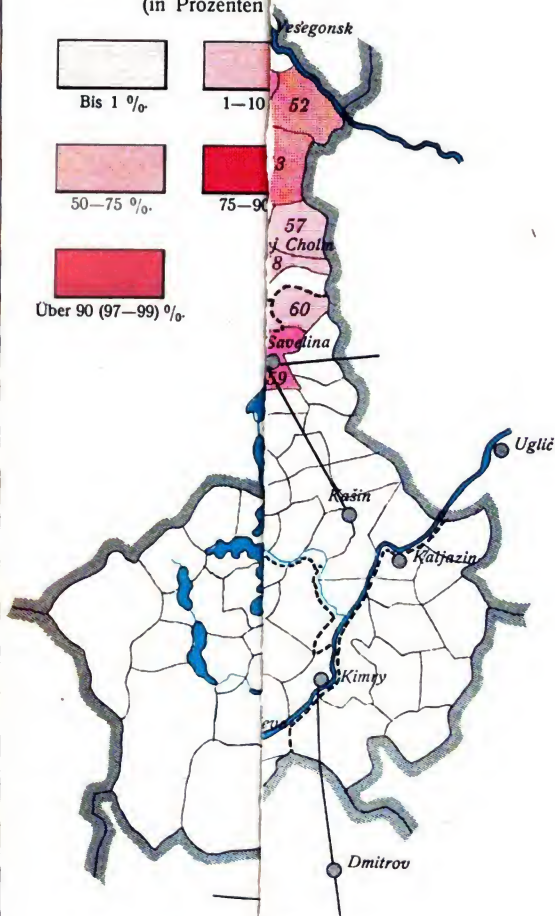 (in Prozenten
Vesegonsk
Bis 1 %.
1—10
52
3
50—75 %.
75—90
57
j Cholm
8
Über 90 (97—99) %.
60
Savelina
59
Uglič
Kašin
Kaljazin
Kimry
eva
Dmitrov